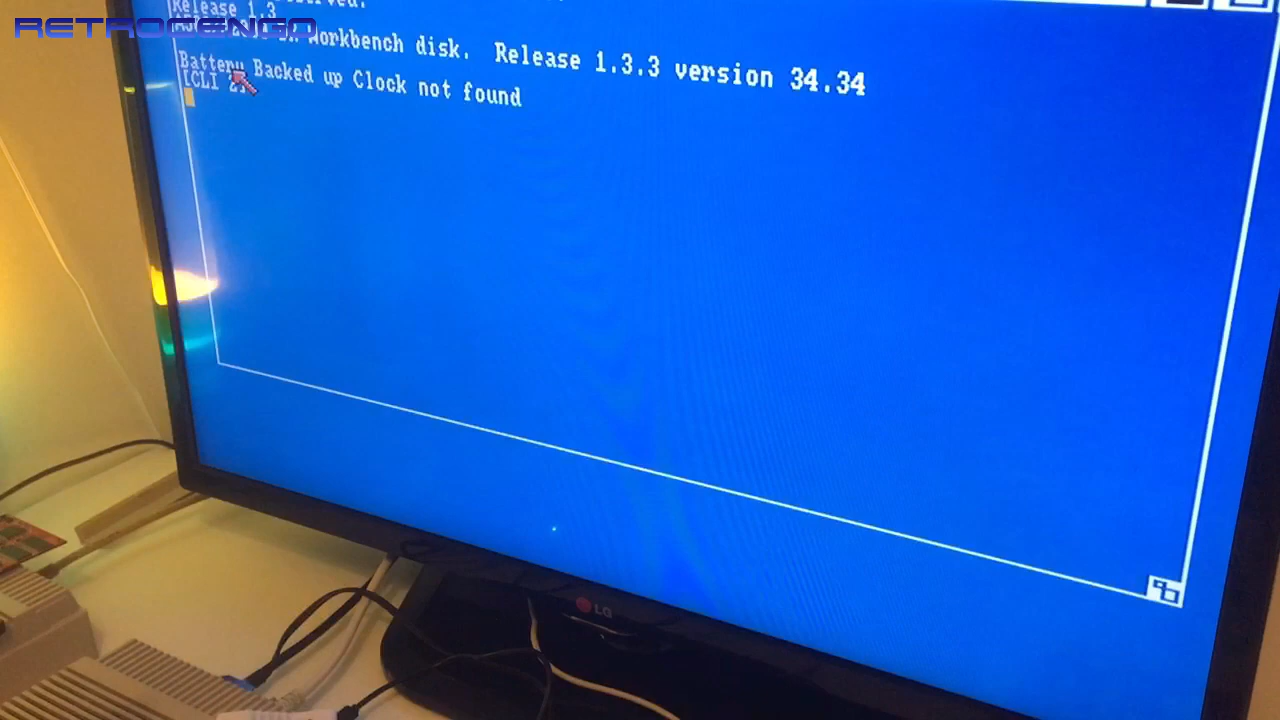 RETROCENGO
Release 1.3
Workbench disk. Release 1.3.3 version 34.34
Battery Backed up Clock not found
[CLI
LG